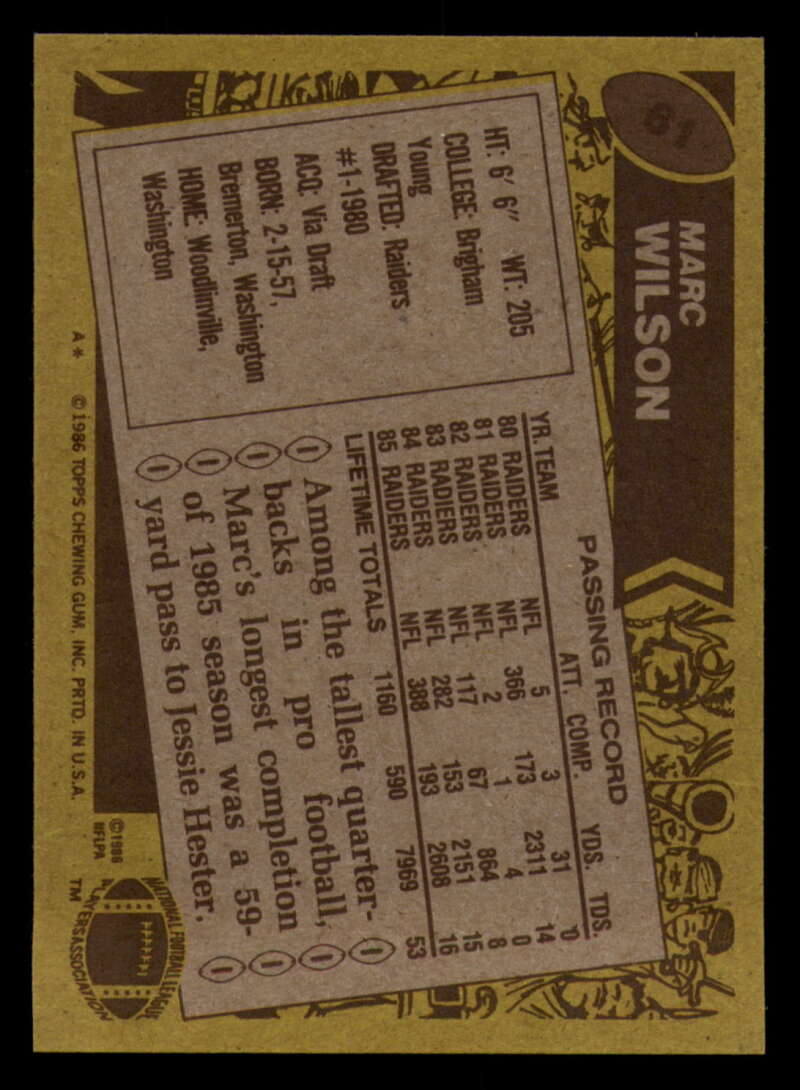 61
MARC
WILSON
HT: 6' 6" WT: 205
COLLEGE: Brigham
Young
DRAFTED: Raiders
#1-1980
ACQ: Via Draft
BORN: 2-15-57,
Bremerton, Washington
HOME: Woodlinville,
Washington
PASSING RECORD
YR. TEAM ATT. COMP. YDS. TDS.
80 RAIDERS NFL 5 3 31 0
81 RAIDERS NFL 366 173 2311 14
82 RAIDERS NFL 2 1 4 0
83 RAIDERS NFL 117 67 864 8
84 RAIDERS NFL 282 153 2151 15
85 RAIDERS NFL 388 193 2608 16
LIFETIME TOTALS 1160 590 7969 53
Among the tallest quarter-
backs in pro football,
Marc's longest completion
of 1985 season was a 59-
yard pass to Jessie Hester.
A* ©1986 TOPPS CHEWING GUM, INC. PRTD. IN U.S.A.
©1986
NFLPA
NATIONAL FOOTBALL LEAGUE
PLAYERS ASSOCIATION
TM